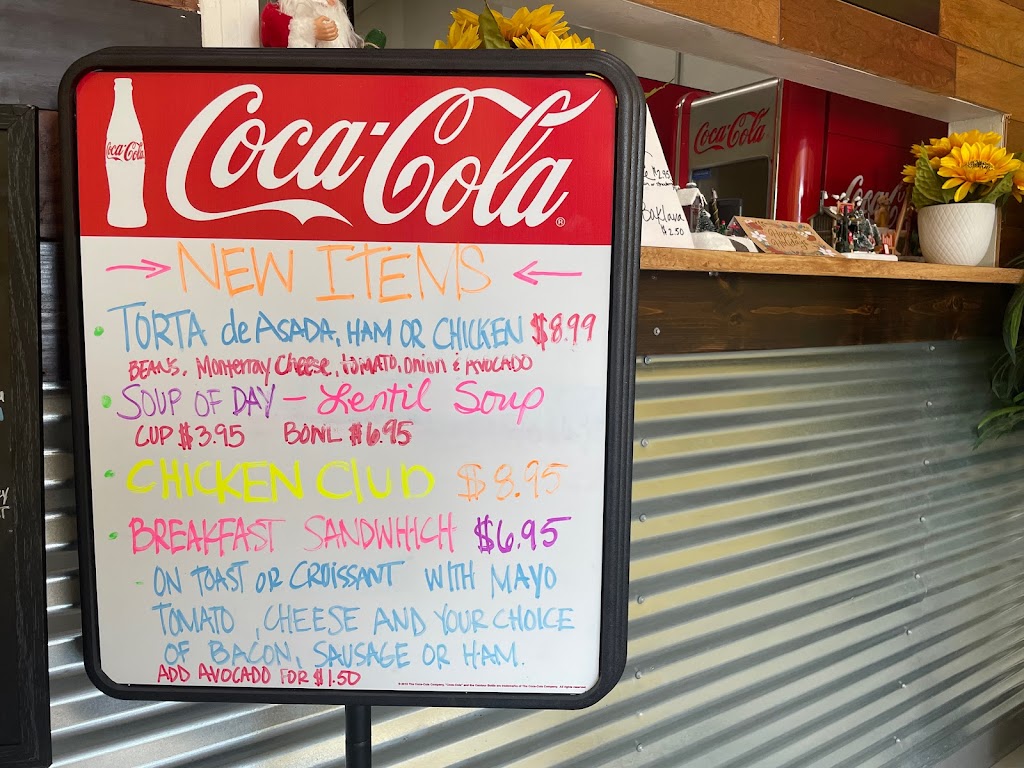 Coca-Cola
Coca-Cola®
→ NEW ITEMS ←
• TORTA de ASADA, HAM OR CHICKEN $8.99
BEANS, Monterray Cheese, tomato, onion & AVOCADO
• SOUP OF DAY – Lentil Soup
CUP $3.95 BOWL $6.95
• CHICKEN CLUB $8.95
• BREAKFAST SANDWHICH $6.95
- ON TOAST OR CROISSANT WITH MAYO
TOMATO, CHEESE AND YOUR CHOICE
OF BACON, SAUSAGE OR HAM.
ADD AVOCADO FOR $1.50
Coca-Cola
Baklava
$2.50